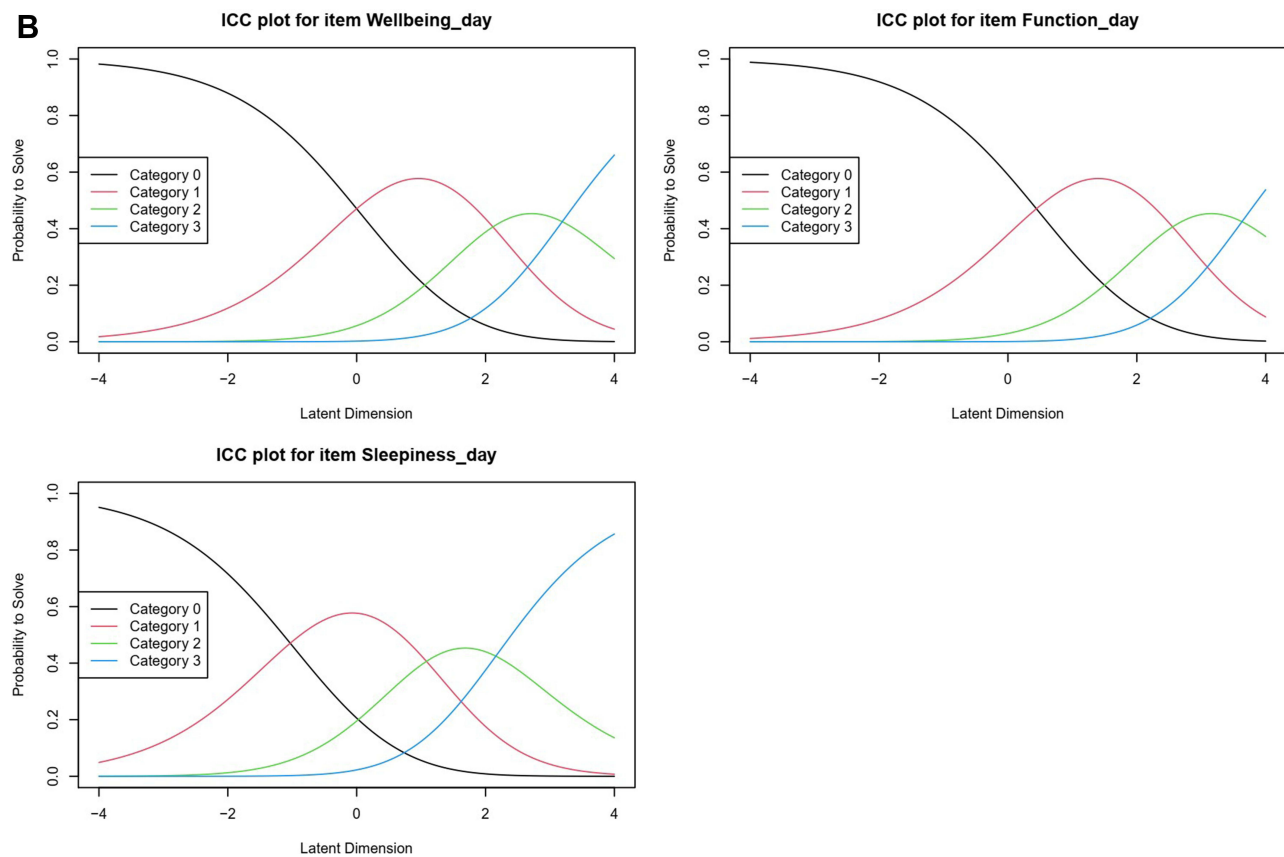 B
ICC plot for item Wellbeing_day
Probability to Solve
1.0
0.8
0.6
0.4
0.2
0.0
Category 0
Category 1
Category 2
Category 3
−4 −2 0 2 4
Latent Dimension
ICC plot for item Function_day
Probability to Solve
1.0
0.8
0.6
0.4
0.2
0.0
Category 0
Category 1
Category 2
Category 3
−4 −2 0 2 4
Latent Dimension
ICC plot for item Sleepiness_day
Probability to Solve
1.0
0.8
0.6
0.4
0.2
0.0
Category 0
Category 1
Category 2
Category 3
−4 −2 0 2 4
Latent Dimension